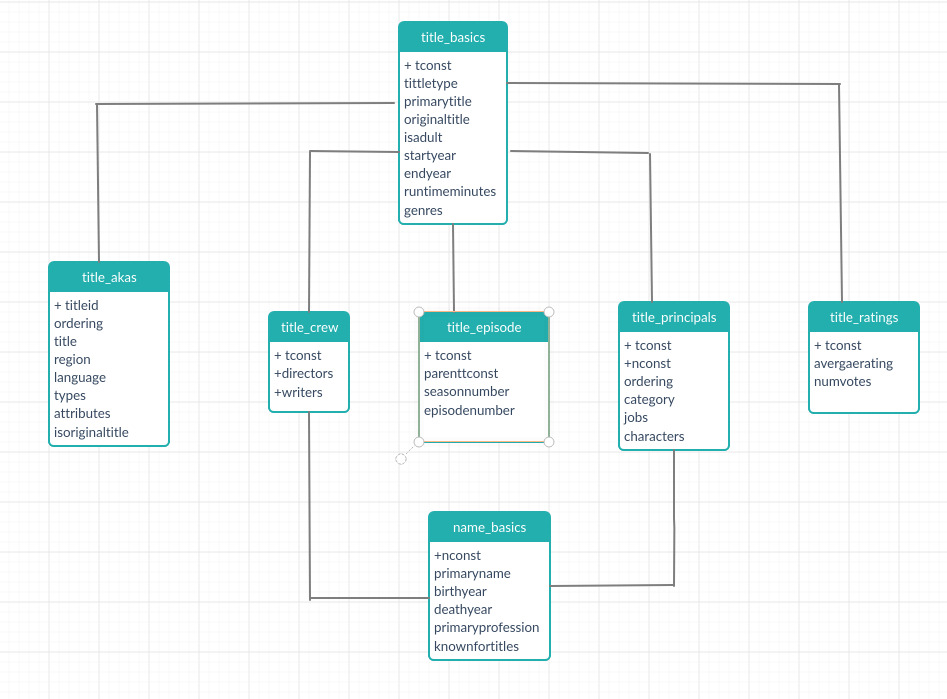 title_basics
+ tconst
tittletype
primarytitle
originaltitle
isadult
startyear
endyear
runtimeminutes
genres
title_akas
+ titleid
ordering
title
region
language
types
attributes
isoriginaltitle
title_crew
+ tconst
+directors
+writers
title_episode
+ tconst
parenttconst
seasonnumber
episodenumber
title_principals
+ tconst
+nconst
ordering
category
jobs
characters
title_ratings
+ tconst
avergaerating
numvotes
name_basics
+nconst
primaryname
birthyear
deathyear
primaryprofession
knownfortitles